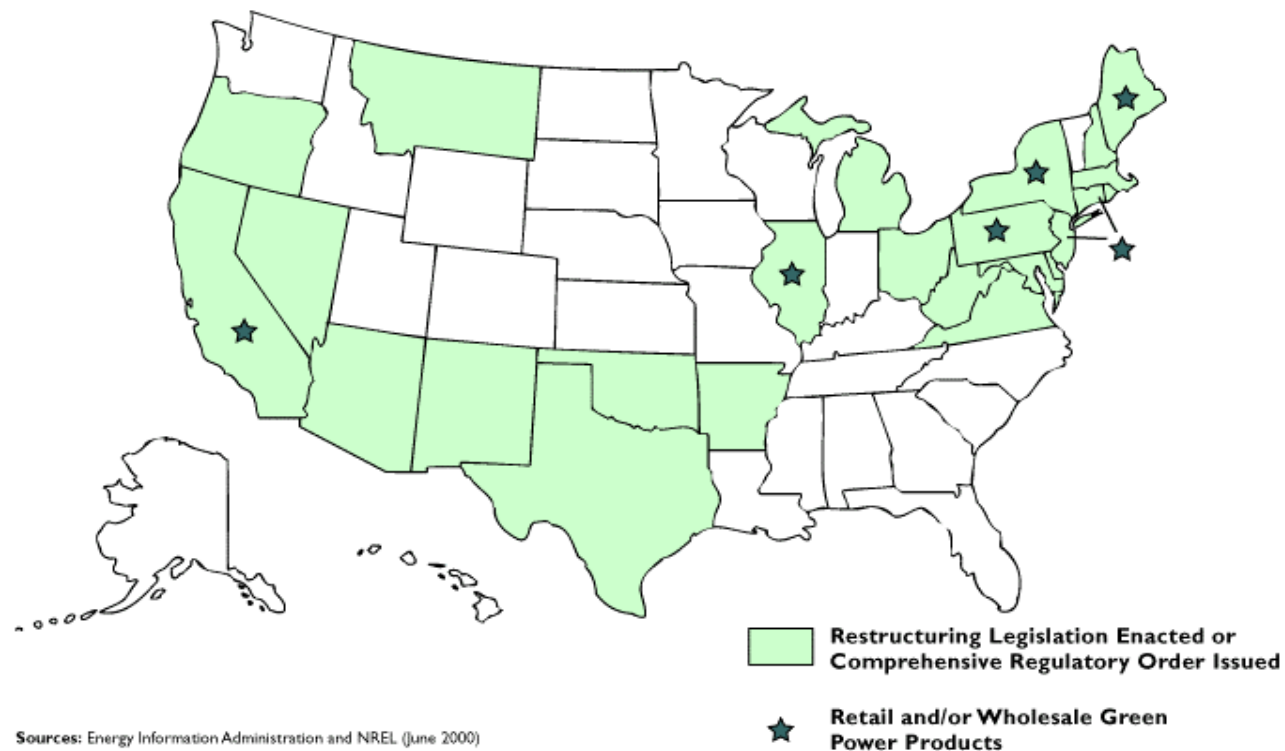 Restructuring Legislation Enacted or
Comprehensive Regulatory Order Issued
Retail and/or Wholesale Green
Power Products
Sources: Energy Information Administration and NREL (June 2000)